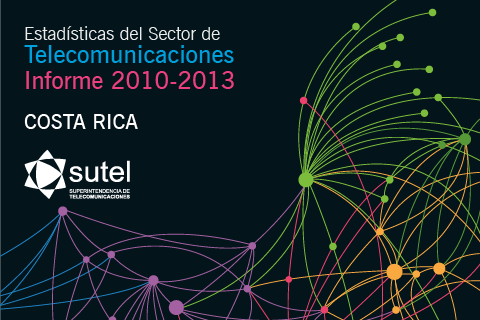 Estadísticas del Sector de
Telecomunicaciones
Informe 2010-2013
COSTA RICA
sutel
SUPERINTENDENCIA DE
TELECOMUNICACIONES